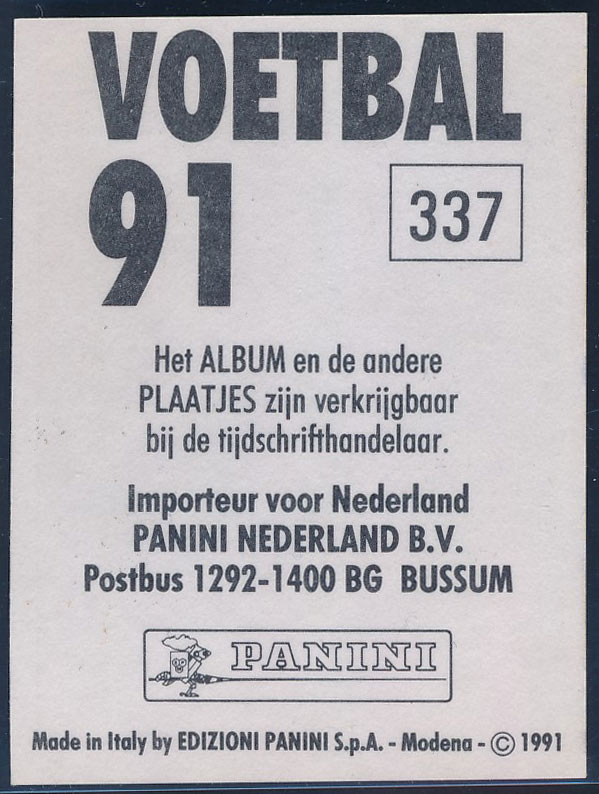 VOETBAL
91
337
Het ALBUM en de andere
PLAATJES zijn verkrijgbaar
bij de tijdschrifthandelaar.
Importeur voor Nederland
PANINI NEDERLAND B.V.
Postbus 1292-1400 BG BUSSUM
PANINI
Made in Italy by EDIZIONI PANINI S.p.A. - Modena - © 1991